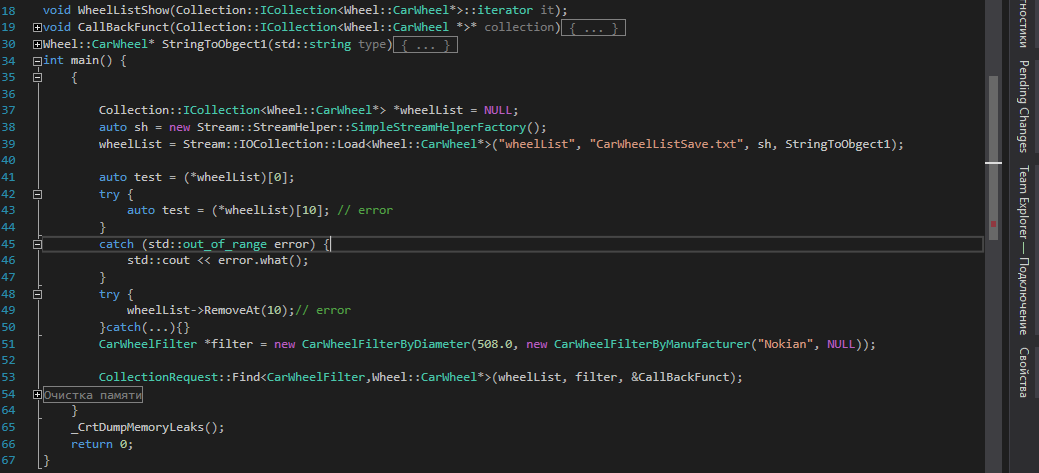 18 void WheelListShow(Collection::ICollection<Wheel::CarWheel*>::iterator it);
19 void CallBackFunct(Collection::ICollection<Wheel::CarWheel *>* collection){ ... }
30 Wheel::CarWheel* StringToObgect1(std::string type){ ... }
34 int main() {
35 {
36
37 Collection::ICollection<Wheel::CarWheel*> *wheelList = NULL;
38 auto sh = new Stream::StreamHelper::SimpleStreamHelperFactory();
39 wheelList = Stream::IOCollection::Load<Wheel::CarWheel*>("wheelList", "CarWheelListSave.txt", sh, StringToObgect1);
40
41 auto test = (*wheelList)[0];
42 try {
43 auto test = (*wheelList)[10]; // error
44 }
45 catch (std::out_of_range error) {
46 std::cout << error.what();
47 }
48 try {
49 wheelList->RemoveAt(10);// error
50 }catch(...){}
51 CarWheelFilter *filter = new CarWheelFilterByDiameter(508.0, new CarWheelFilterByManufacturer("Nokian", NULL));
52
53 CollectionRequest::Find<CarWheelFilter,Wheel::CarWheel*>(wheelList, filter, &CallBackFunct);
54 Очистка памяти
64 }
65 _CrtDumpMemoryLeaks();
66 return 0;
67 }
Pending Changes
Team Explorer — Подключение
Свойства